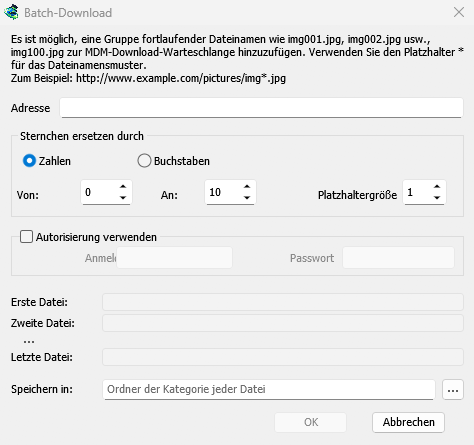 Batch-Download
Es ist möglich, eine Gruppe fortlaufender Dateinamen wie img001.jpg, img002.jpg usw.,
img100.jpg zur MDM-Download-Warteschlange hinzuzufügen. Verwenden Sie den Platzhalter *
für das Dateinamensmuster.
Zum Beispiel: http://www.example.com/pictures/img*.jpg
Adresse
Sternchen ersetzen durch
Zahlen Buchstaben
Von: 0 An: 10 Platzhaltergröße 1
Autorisierung verwenden
Anmeld Passwort
Erste Datei:
Zweite Datei:
...
Letzte Datei:
Speichern in: Ordner der Kategorie jeder Datei ...
OK Abbrechen